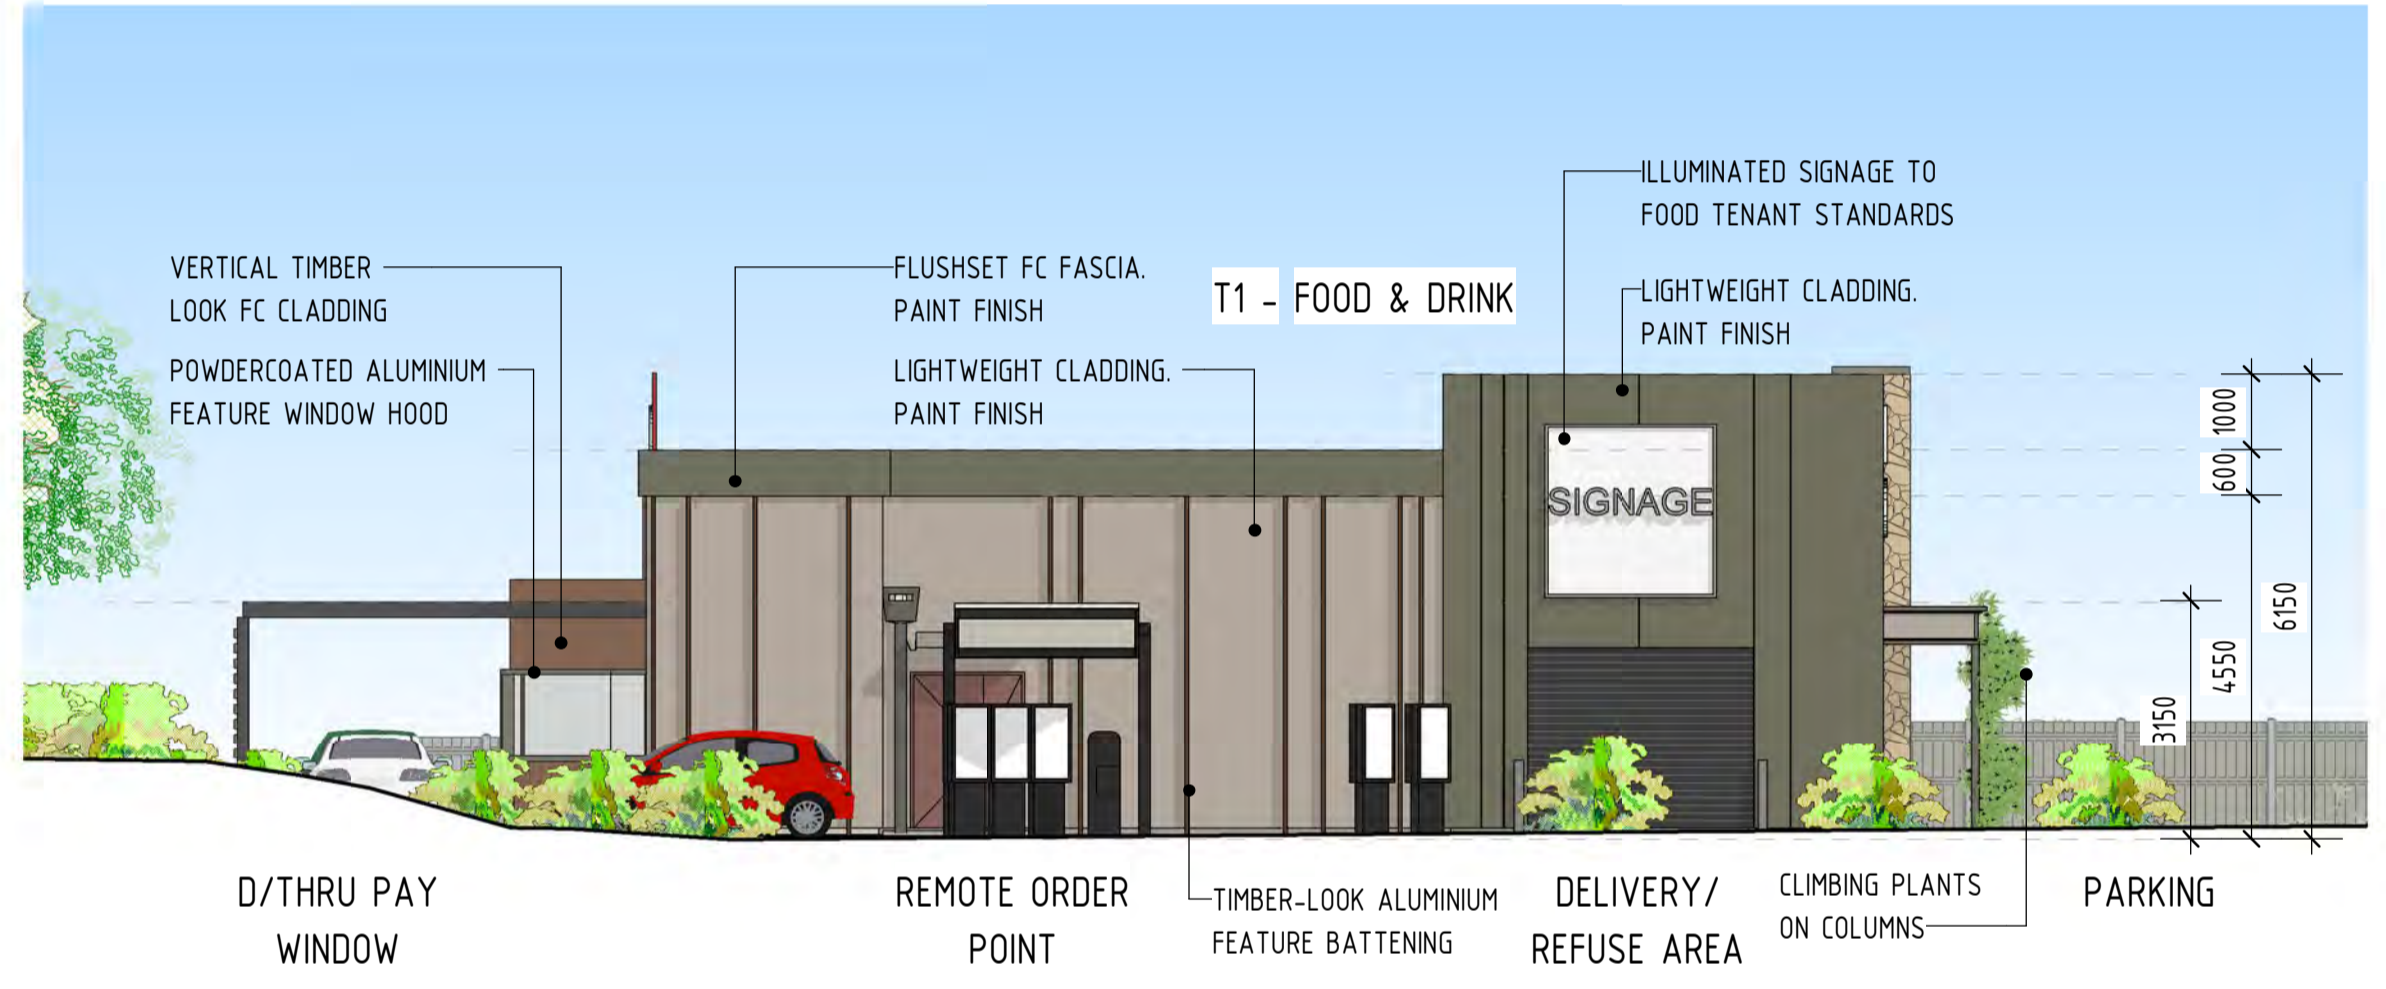 ILLUMINATED SIGNAGE TO
FOOD TENANT STANDARDS
VERTICAL TIMBER
LOOK FC CLADDING
FLUSHSET FC FASCIA.
PAINT FINISH
T1 - FOOD & DRINK
LIGHTWEIGHT CLADDING.
PAINT FINISH
POWDERCOATED ALUMINIUM
FEATURE WINDOW HOOD
LIGHTWEIGHT CLADDING.
PAINT FINISH
SIGNAGE
1000
600
6150
4550
3150
D/THRU PAY
WINDOW
REMOTE ORDER
POINT
TIMBER-LOOK ALUMINIUM
FEATURE BATTENING
DELIVERY/
REFUSE AREA
CLIMBING PLANTS
ON COLUMNS
PARKING